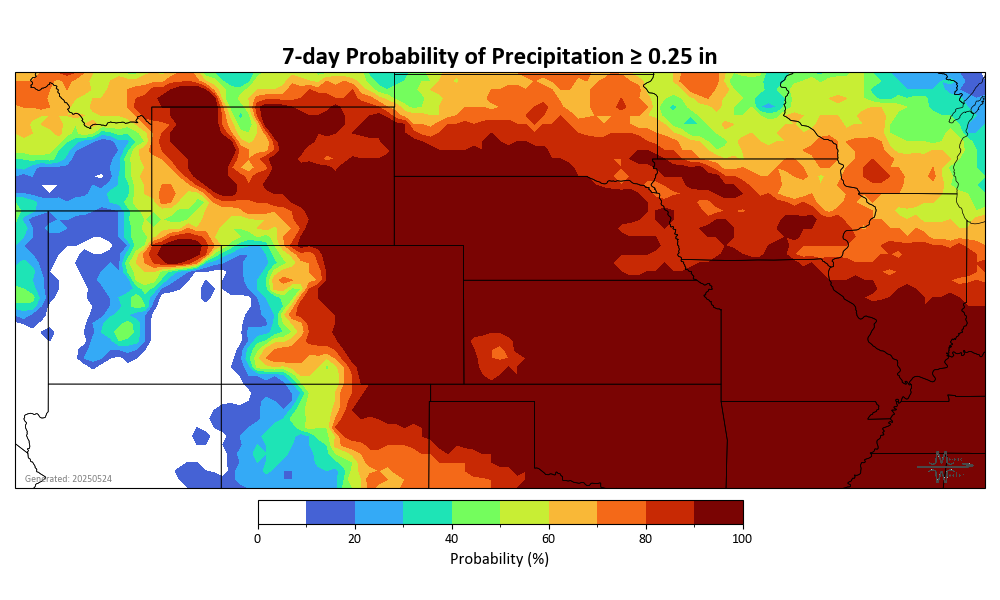 7-day Probability of Precipitation ≥ 0.25 in
Generated: 20250524
0 20 40 60 80 100
Probability (%)